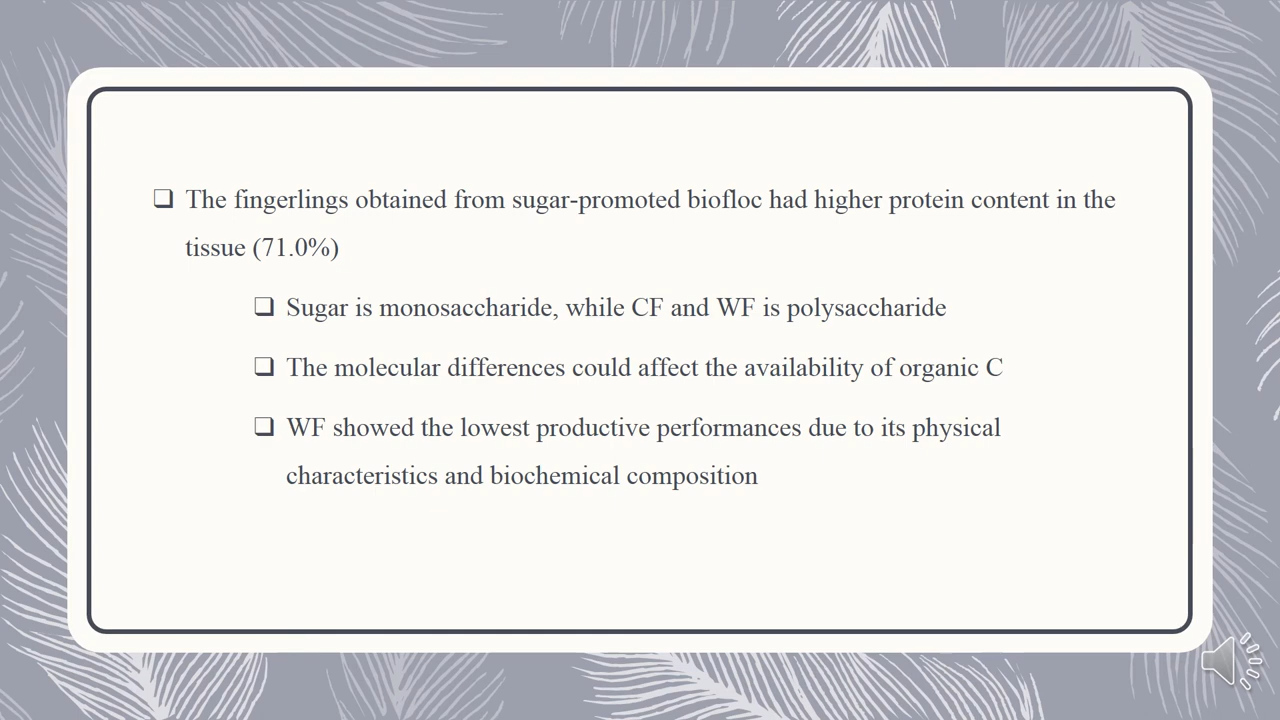 ❑ The fingerlings obtained from sugar-promoted biofloc had higher protein content in the
tissue (71.0%)
❑ Sugar is monosaccharide, while CF and WF is polysaccharide
❑ The molecular differences could affect the availability of organic C
❑ WF showed the lowest productive performances due to its physical
characteristics and biochemical composition